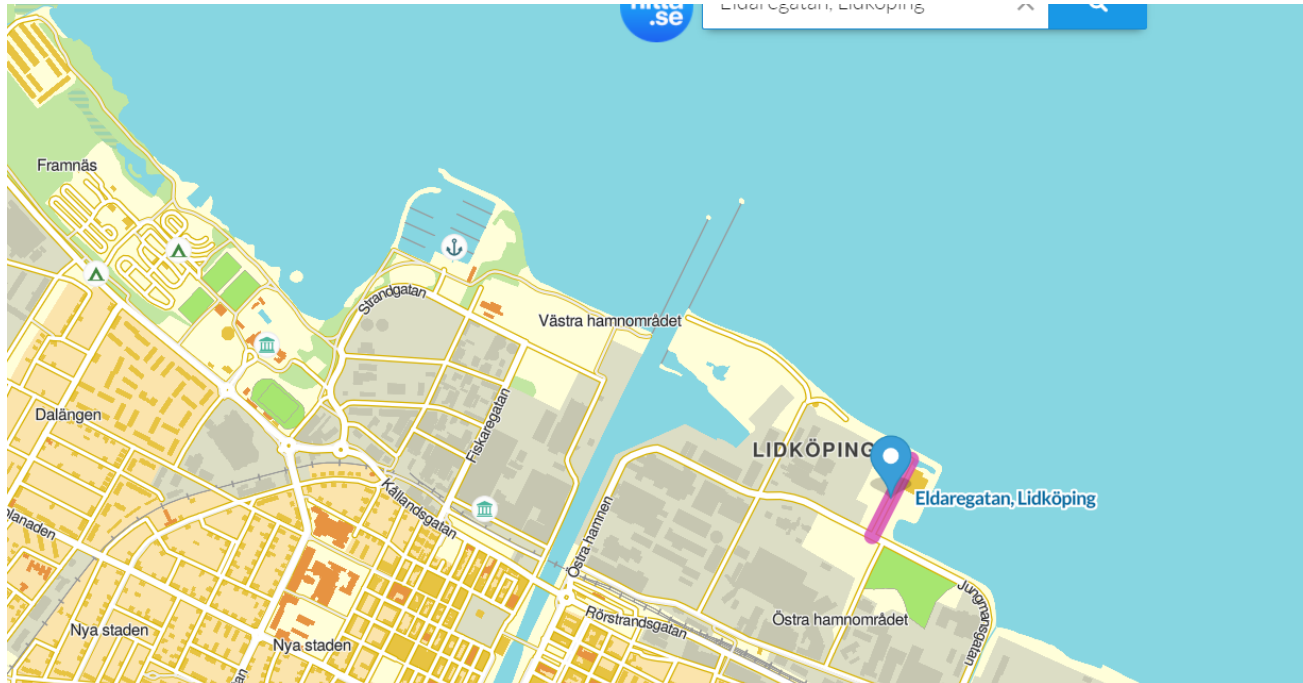 hitta
.se
Eldaregatan, Lidköping
Framnäs
Strandgatan
Västra hamnområdet
Dalängen
Fiskaregatan
LIDKÖPING
Eldaregatan, Lidköping
Kållandsgatan
Östra hamnen
Jungmansgatan
Rörstrandsgatan
Östra hamnområdet
Nya staden
Nya staden